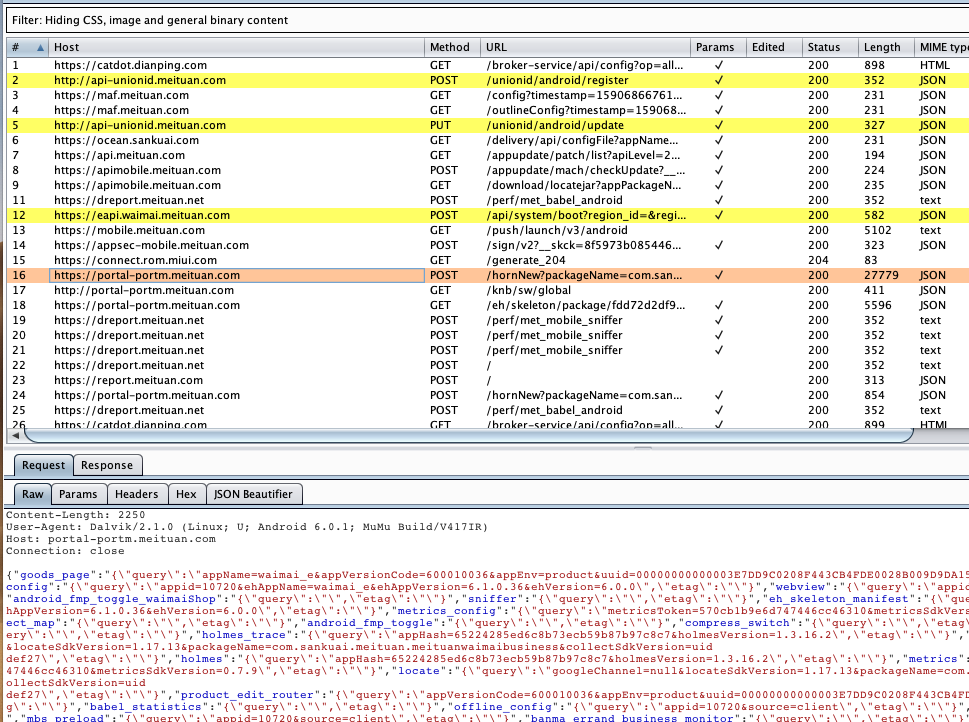 Filter: Hiding CSS, image and general binary content
# ▲ Host Method URL Params Edited Status Length MIME type
1 https://catdot.dianping.com GET /broker-service/api/config?op=all... ✓ 200 898 HTML
2 http://api-unionid.meituan.com POST /unionid/android/register ✓ 200 352 JSON
3 https://maf.meituan.com GET /config?timestamp=15906866761... ✓ 200 231 JSON
4 https://maf.meituan.com GET /outlineConfig?timestamp=159068... ✓ 200 231 JSON
5 http://api-unionid.meituan.com PUT /unionid/android/update ✓ 200 327 JSON
6 https://ocean.sankuai.com GET /delivery/api/configFile?appName... ✓ 200 231 JSON
7 https://api.meituan.com GET /appupdate/patch/list?apiLevel=2... ✓ 200 194 JSON
8 https://apimobile.meituan.com POST /appupdate/mach/checkUpdate?__... ✓ 200 224 JSON
9 https://apimobile.meituan.com GET /download/locatejar?appPackageN... ✓ 200 235 JSON
11 https://dreport.meituan.net POST /perf/met_babel_android ✓ 200 352 text
12 https://eapi.waimai.meituan.com POST /api/system/boot?region_id=&regi... ✓ 200 582 JSON
13 https://mobile.meituan.com GET /push/launch/v3/android 200 5102 text
14 https://appsec-mobile.meituan.com POST /sign/v2?__skck=8f5973b085446... ✓ 200 323 JSON
15 https://connect.rom.miui.com GET /generate_204 204 83
16 https://portal-portm.meituan.com POST /hornNew?packageName=com.san... ✓ 200 27779 JSON
17 http://portal-portm.meituan.com GET /knb/sw/global 200 411 JSON
18 https://portal-portm.meituan.com GET /eh/skeleton/package/fdd72d2df9... ✓ 200 5596 JSON
19 https://dreport.meituan.net POST /perf/met_mobile_sniffer ✓ 200 352 text
20 https://dreport.meituan.net POST /perf/met_mobile_sniffer ✓ 200 352 text
21 https://dreport.meituan.net POST /perf/met_mobile_sniffer ✓ 200 352 text
22 https://dreport.meituan.net POST / 200 352 text
23 https://report.meituan.com POST / 200 313 JSON
24 https://portal-portm.meituan.com POST /hornNew?packageName=com.san... ✓ 200 854 JSON
25 https://dreport.meituan.net POST /perf/met_babel_android ✓ 200 352 text
26 https://catdot.dianping.com GET /broker-service/api/config?op=all... ✓ 200 899 HTML
Request Response
Raw Params Headers Hex JSON Beautifier
Content-Length: 2250
User-Agent: Dalvik/2.1.0 (Linux; U; Android 6.0.1; MuMu Build/V417IR)
Host: portal-portm.meituan.com
Connection: close
{"goods_page":"{\"query\":\"appName=waimai_e&appVersionCode=600010036&appEnv=product&uuid=00000000000003E7DD9C0208F443CB4FDE0028B009D9DA15
config":"{\"query\":\"appid=10720&ehAppName=waimai_e&ehAppVersion=6.1.0.36&ehVersion=6.0.0\",\"etag\":\"\"}","webview":"{\"query\":\"appid
"android_fmp_toggle_waimaiShop":"{\"query\":\"\",\"etag\":\"\"}","sniffer":"{\"query\":\"\",\"etag\":\"\"}","eh_skeleton_manifest":"{\"que
hAppVersion=6.1.0.36&ehVersion=6.0.0\",\"etag\":\"\"}","metrics_config":"{\"query\":\"metricsToken=570cb1b9e6d747446cc46310&metricsSdkVers
ect_map":"{\"query\":\"\",\"etag\":\"\"}","android_fmp_toggle":"{\"query\":\"\",\"etag\":\"\"}","compress_switch":"{\"query\":\"\",\"etag\
ery\":\"\",\"etag\":\"\"}","holmes_trace":"{\"query\":\"appHash=65224285ed6c8b73ecb59b87b97c8c7&holmesVersion=1.3.16.2\",\"etag\":\"\"}","
&locateSdkVersion=1.17.13&packageName=com.sankuai.meituan.meituanwaimaibusiness&collectSdkVersion=uid
def27\",\"etag\":\"\"}","holmes":"{\"query\":\"appHash=65224285ed6c8b73ecb59b87b97c8c7&holmesVersion=1.3.16.2\",\"etag\":\"\"}","metrics":
47446cc46310&metricsSdkVersion=0.7.9\",\"etag\":\"\"}","locate":"{\"query\":\"googleChannel=null&locateSdkVersion=1.17.13&packageName=com.
ollectSdkVersion=uid
def27\",\"etag\":\"\"}","product_edit_router":"{\"query\":\"appVersionCode=600010036&appEnv=product&uuid=00000000000003E7DD9C0208F443CB4FD
g\":\"\"}","babel_statistics":"{\"query\":\"\",\"etag\":\"\"}","offline_config":"{\"query\":\"appid=10720&source=client\",\"etag\":\"\"}",
","mbs_preload":"{\"query\":\"appid=10720&source=client\",\"etag\":\"\"}","banma_errand_business_monitor":"{\"query\":\"\",\"etag\":\"\"}"